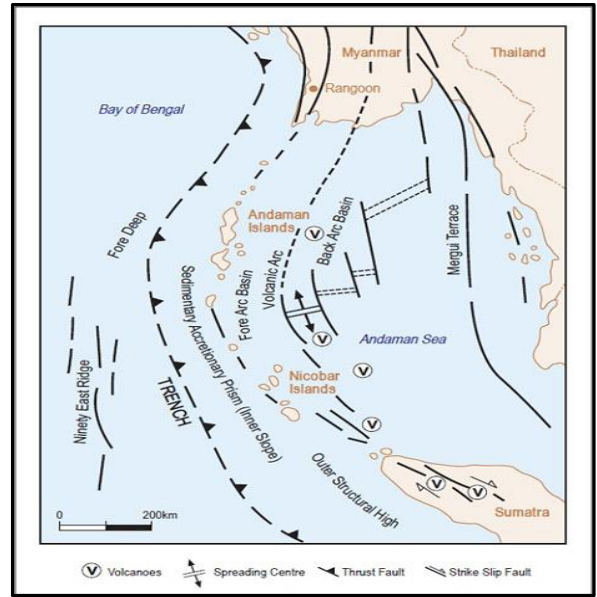 Myanmar
Thailand
Rangoon
Bay of Bengal
Andaman
Islands
V
Back Arc Basin
Mergui Terrace
Fore Deep
Volcanic Arc
Fore Arc Basin
Sedimentary Accretionary Prism (Inner Slope)
V
Andaman Sea
V
Nicobar
Islands
TRENCH
Ninety East Ridge
V
Outer Structural High
V
V
Sumatra
0 200km
V Volcanoes Spreading Centre Thrust Fault Strike Slip Fault